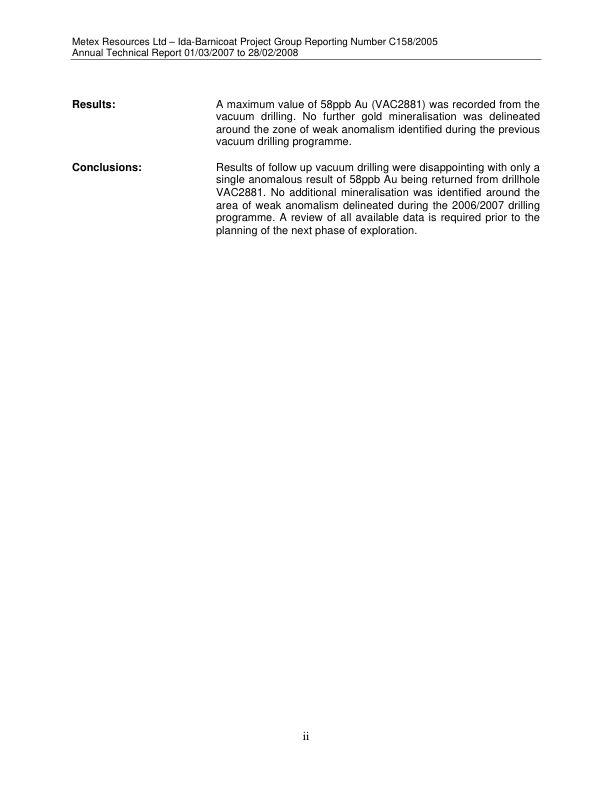 Metex Resources Ltd – Ida-Barnicoat Project Group Reporting Number C158/2005
Annual Technical Report 01/03/2007 to 28/02/2008
Results:
A maximum value of 58ppb Au (VAC2881) was recorded from the
vacuum drilling. No further gold mineralisation was delineated
around the zone of weak anomalism identified during the previous
vacuum drilling programme.
Conclusions:
Results of follow up vacuum drilling were disappointing with only a
single anomalous result of 58ppb Au being returned from drillhole
VAC2881. No additional mineralisation was identified around the
area of weak anomalism delineated during the 2006/2007 drilling
programme. A review of all available data is required prior to the
planning of the next phase of exploration.
ii